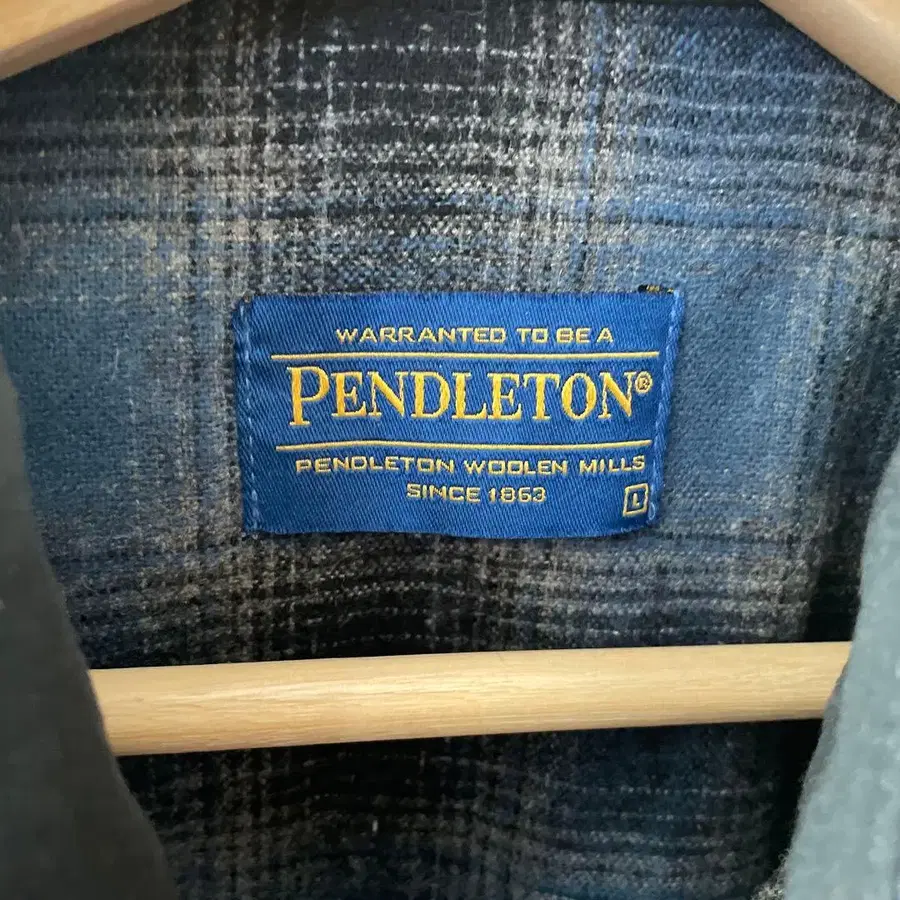 WARRANTED TO BE A
PENDLETON®
PENDLETON WOOLEN MILLS
SINCE 1863
L